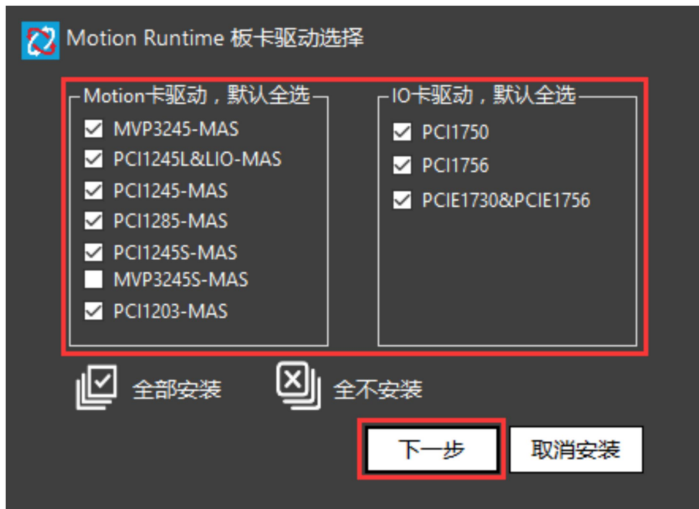 Motion Runtime 板卡驱动选择
Motion卡驱动，默认全选
MVP3245-MAS
PCI1245L&LIO-MAS
PCI1245-MAS
PCI1285-MAS
PCI1245S-MAS
MVP3245S-MAS
PCI1203-MAS
IO卡驱动，默认全选
PCI1750
PCI1756
PCIE1730&PCIE1756
全部安装
全不安装
下一步
取消安装